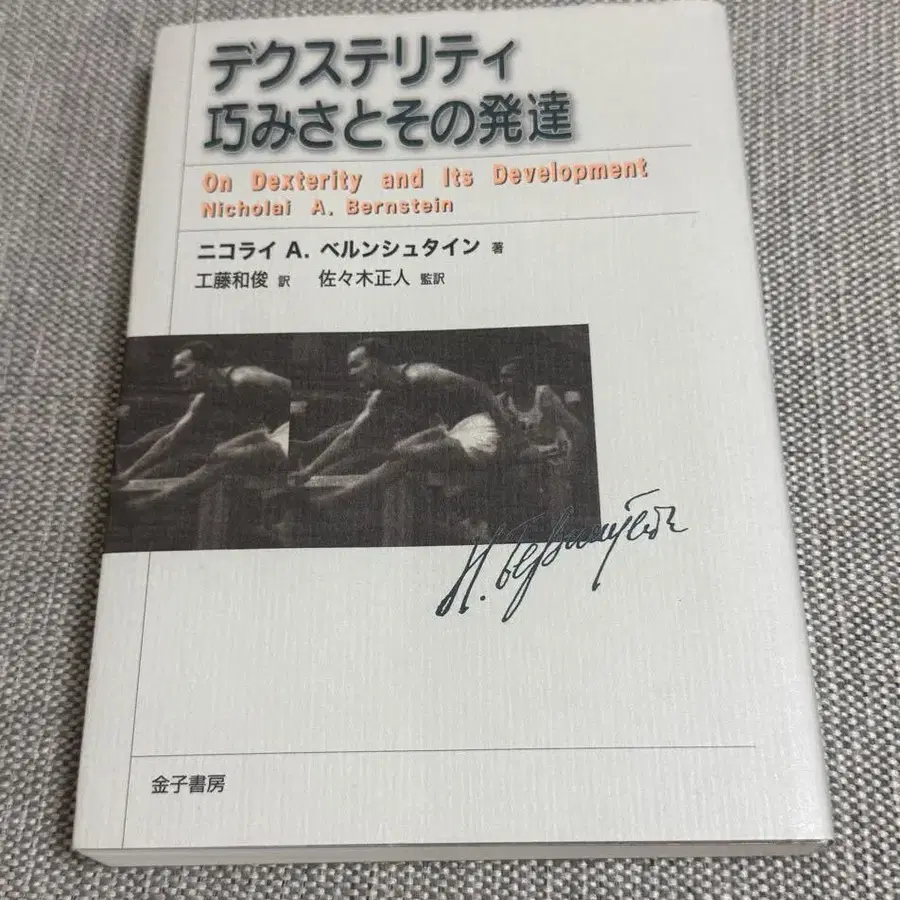 デクステリティ
巧みさとその発達
On Dexterity and Its Development
Nicholai A. Bernstein
ニコライ A. ベルンシュタイン 著
工藤和俊 訳 佐々木正人 監訳
金子書房